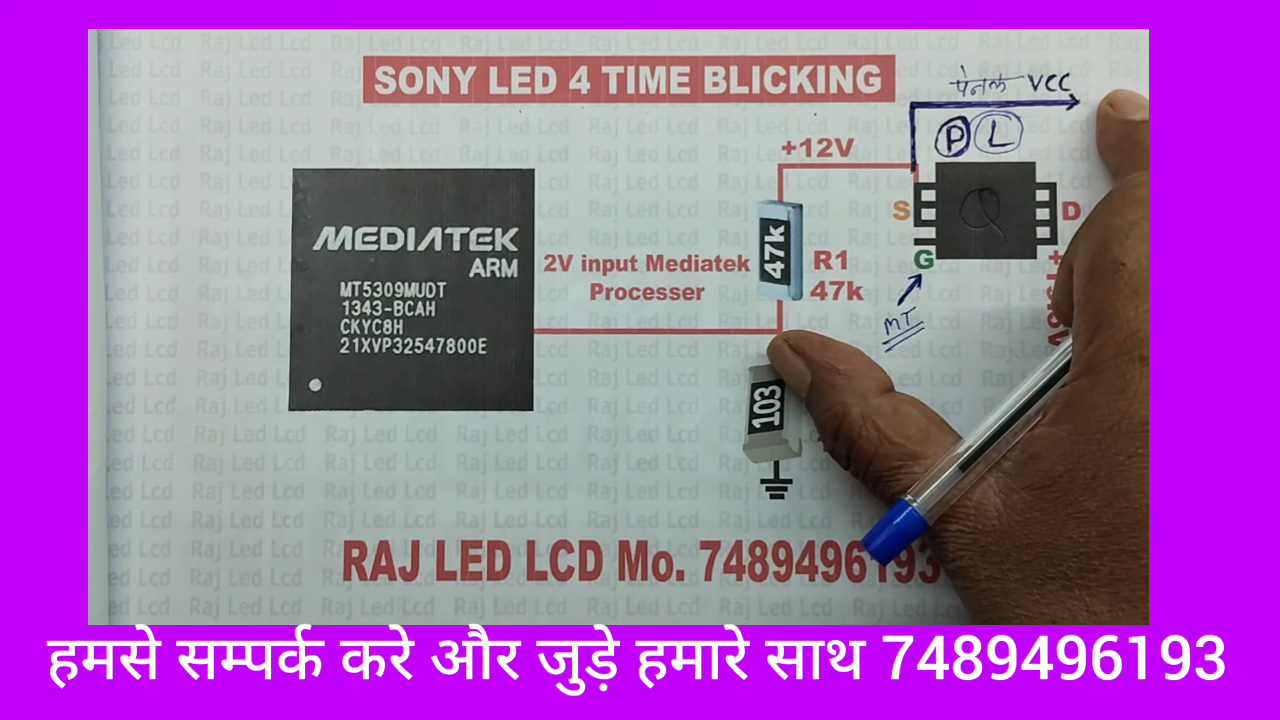 SONY LED 4 TIME BLICKING
पेनल VCC
P L
+12V
MEDIATEK
ARM
MT5309MUDT
1343-BCAH
CKYC8H
21XVP32547800E
2V input Mediatek
Processer
47k
R1
47k
S
Q
D
G
MT
103
RAJ LED LCD Mo. 7489496193
हमसे सम्पर्क करे और जुड़े हमारे साथ 7489496193